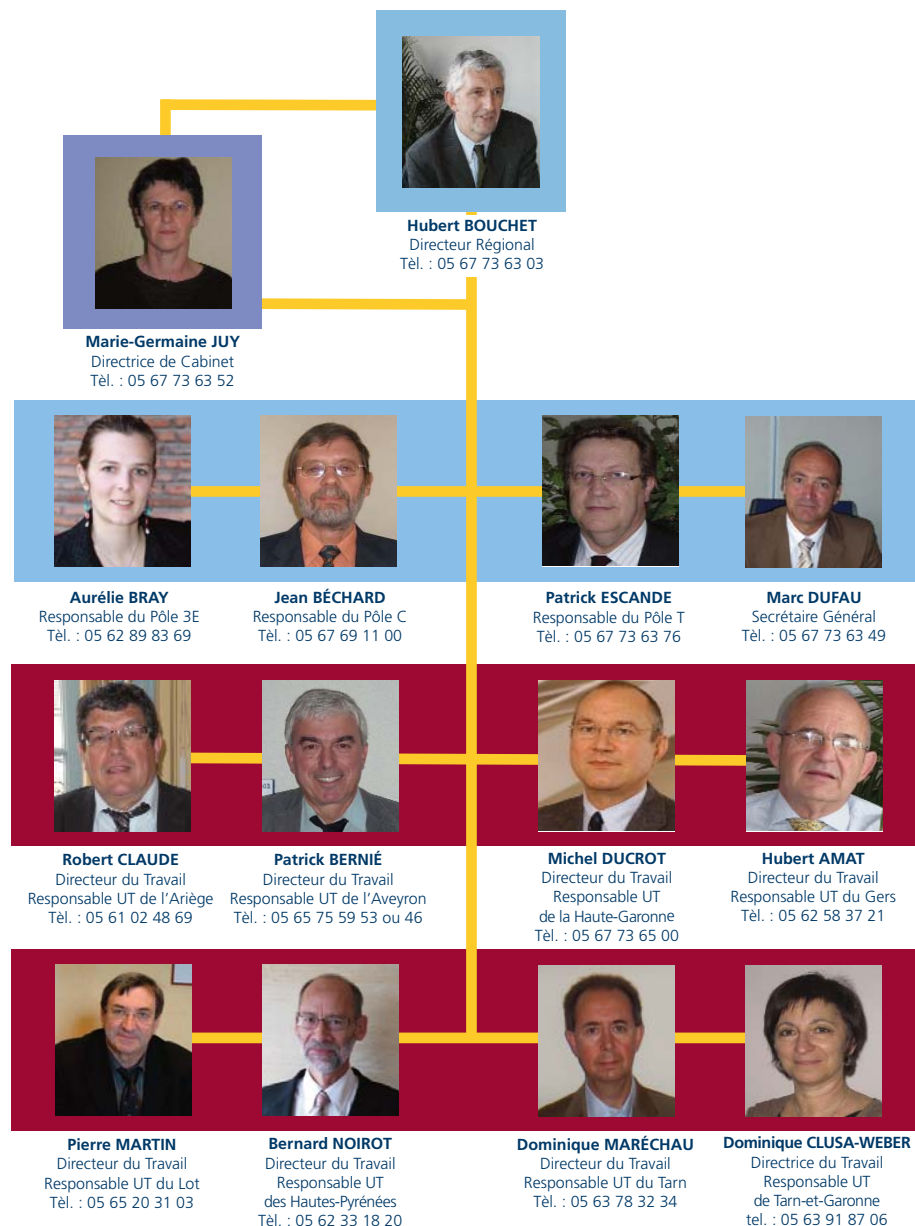 Hubert BOUCHET
Directeur Régional
Tèl. : 05 67 73 63 03
Marie-Germaine JUY
Directrice de Cabinet
Tèl. : 05 67 73 63 52
Aurélie BRAY
Responsable du Pôle 3E
Tèl. : 05 62 89 83 69
Jean BÉCHARD
Responsable du Pôle C
Tèl. : 05 67 69 11 00
Patrick ESCANDE
Responsable du Pôle T
Tèl. : 05 67 73 63 76
Marc DUFAU
Secrétaire Général
Tèl. : 05 67 73 63 49
Robert CLAUDE
Directeur du Travail
Responsable UT de l’Ariège
Tèl. : 05 61 02 48 69
Patrick BERNIÉ
Directeur du Travail
Responsable UT de l’Aveyron
Tèl. : 05 65 75 59 53 ou 46
Michel DUCROT
Directeur du Travail
Responsable UT
de la Haute-Garonne
Tèl. : 05 67 73 65 00
Hubert AMAT
Directeur du Travail
Responsable UT du Gers
Tèl. : 05 62 58 37 21
Pierre MARTIN
Directeur du Travail
Responsable UT du Lot
Tèl. : 05 65 20 31 03
Bernard NOIROT
Directeur du Travail
Responsable UT
des Hautes-Pyrénées
Tèl. : 05 62 33 18 20
Dominique MARÉCHAU
Directeur du Travail
Responsable UT du Tarn
Tèl. : 05 63 78 32 34
Dominique CLUSA-WEBER
Directrice du Travail
Responsable UT
de Tarn-et-Garonne
tel. : 05 63 91 87 06